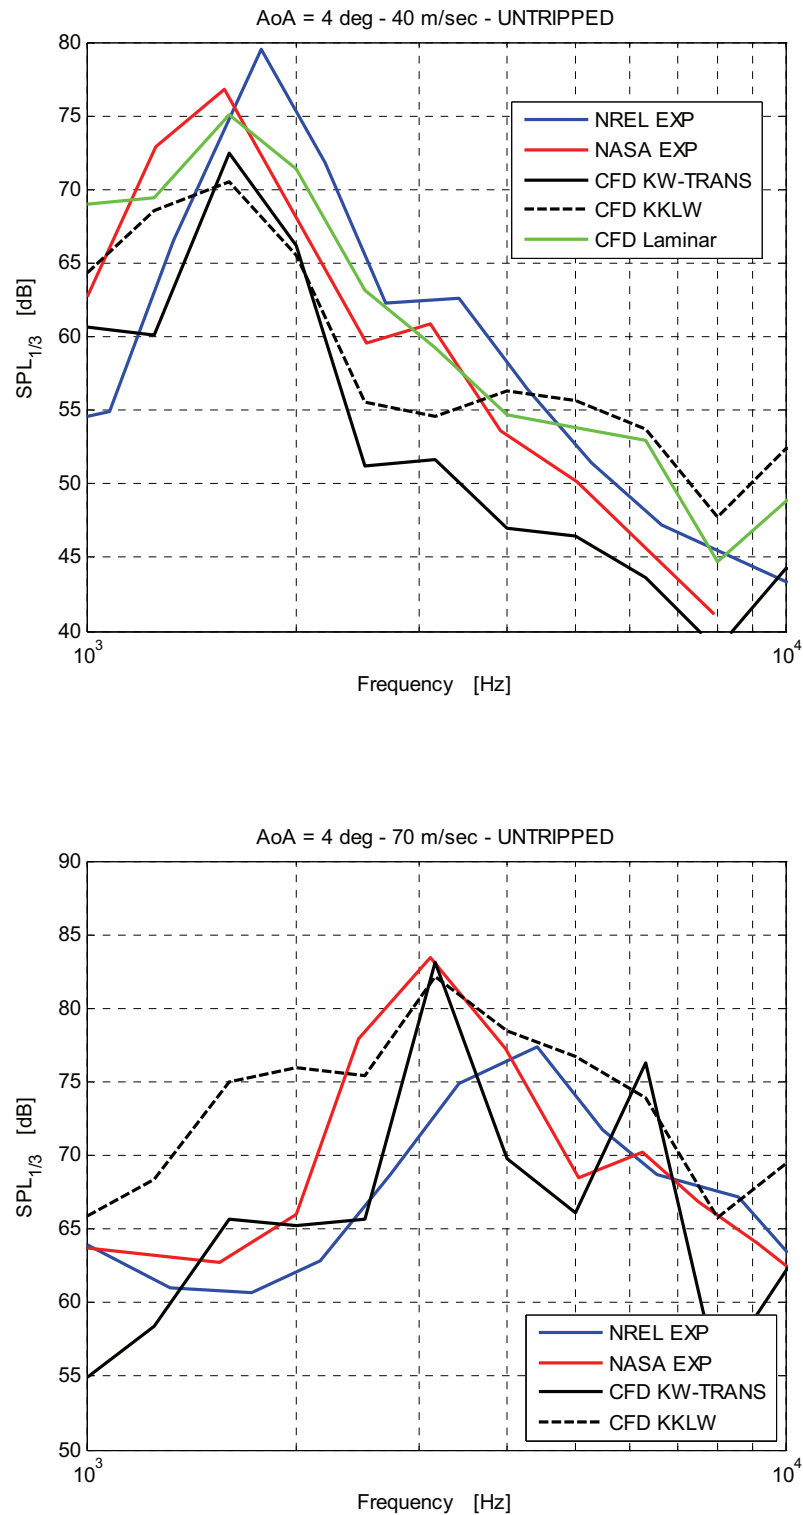 AoA = 4 deg - 40 m/sec - UNTRIPPED
80
75
70
65
60
55
50
45
40
SPL1/3 [dB]
NREL EXP
NASA EXP
CFD KW-TRANS
CFD KKLW
CFD Laminar
10^3
10^4
Frequency [Hz]
AoA = 4 deg - 70 m/sec - UNTRIPPED
90
85
80
75
70
65
60
55
50
SPL1/3 [dB]
NREL EXP
NASA EXP
CFD KW-TRANS
CFD KKLW
10^3
10^4
Frequency [Hz]